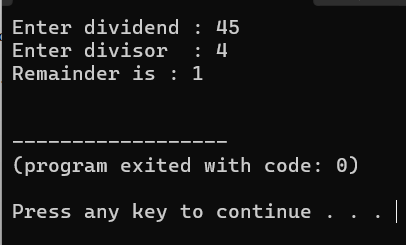 Enter dividend : 45
Enter divisor  : 4
Remainder is : 1
------------------
(program exited with code: 0)
Press any key to continue . . .